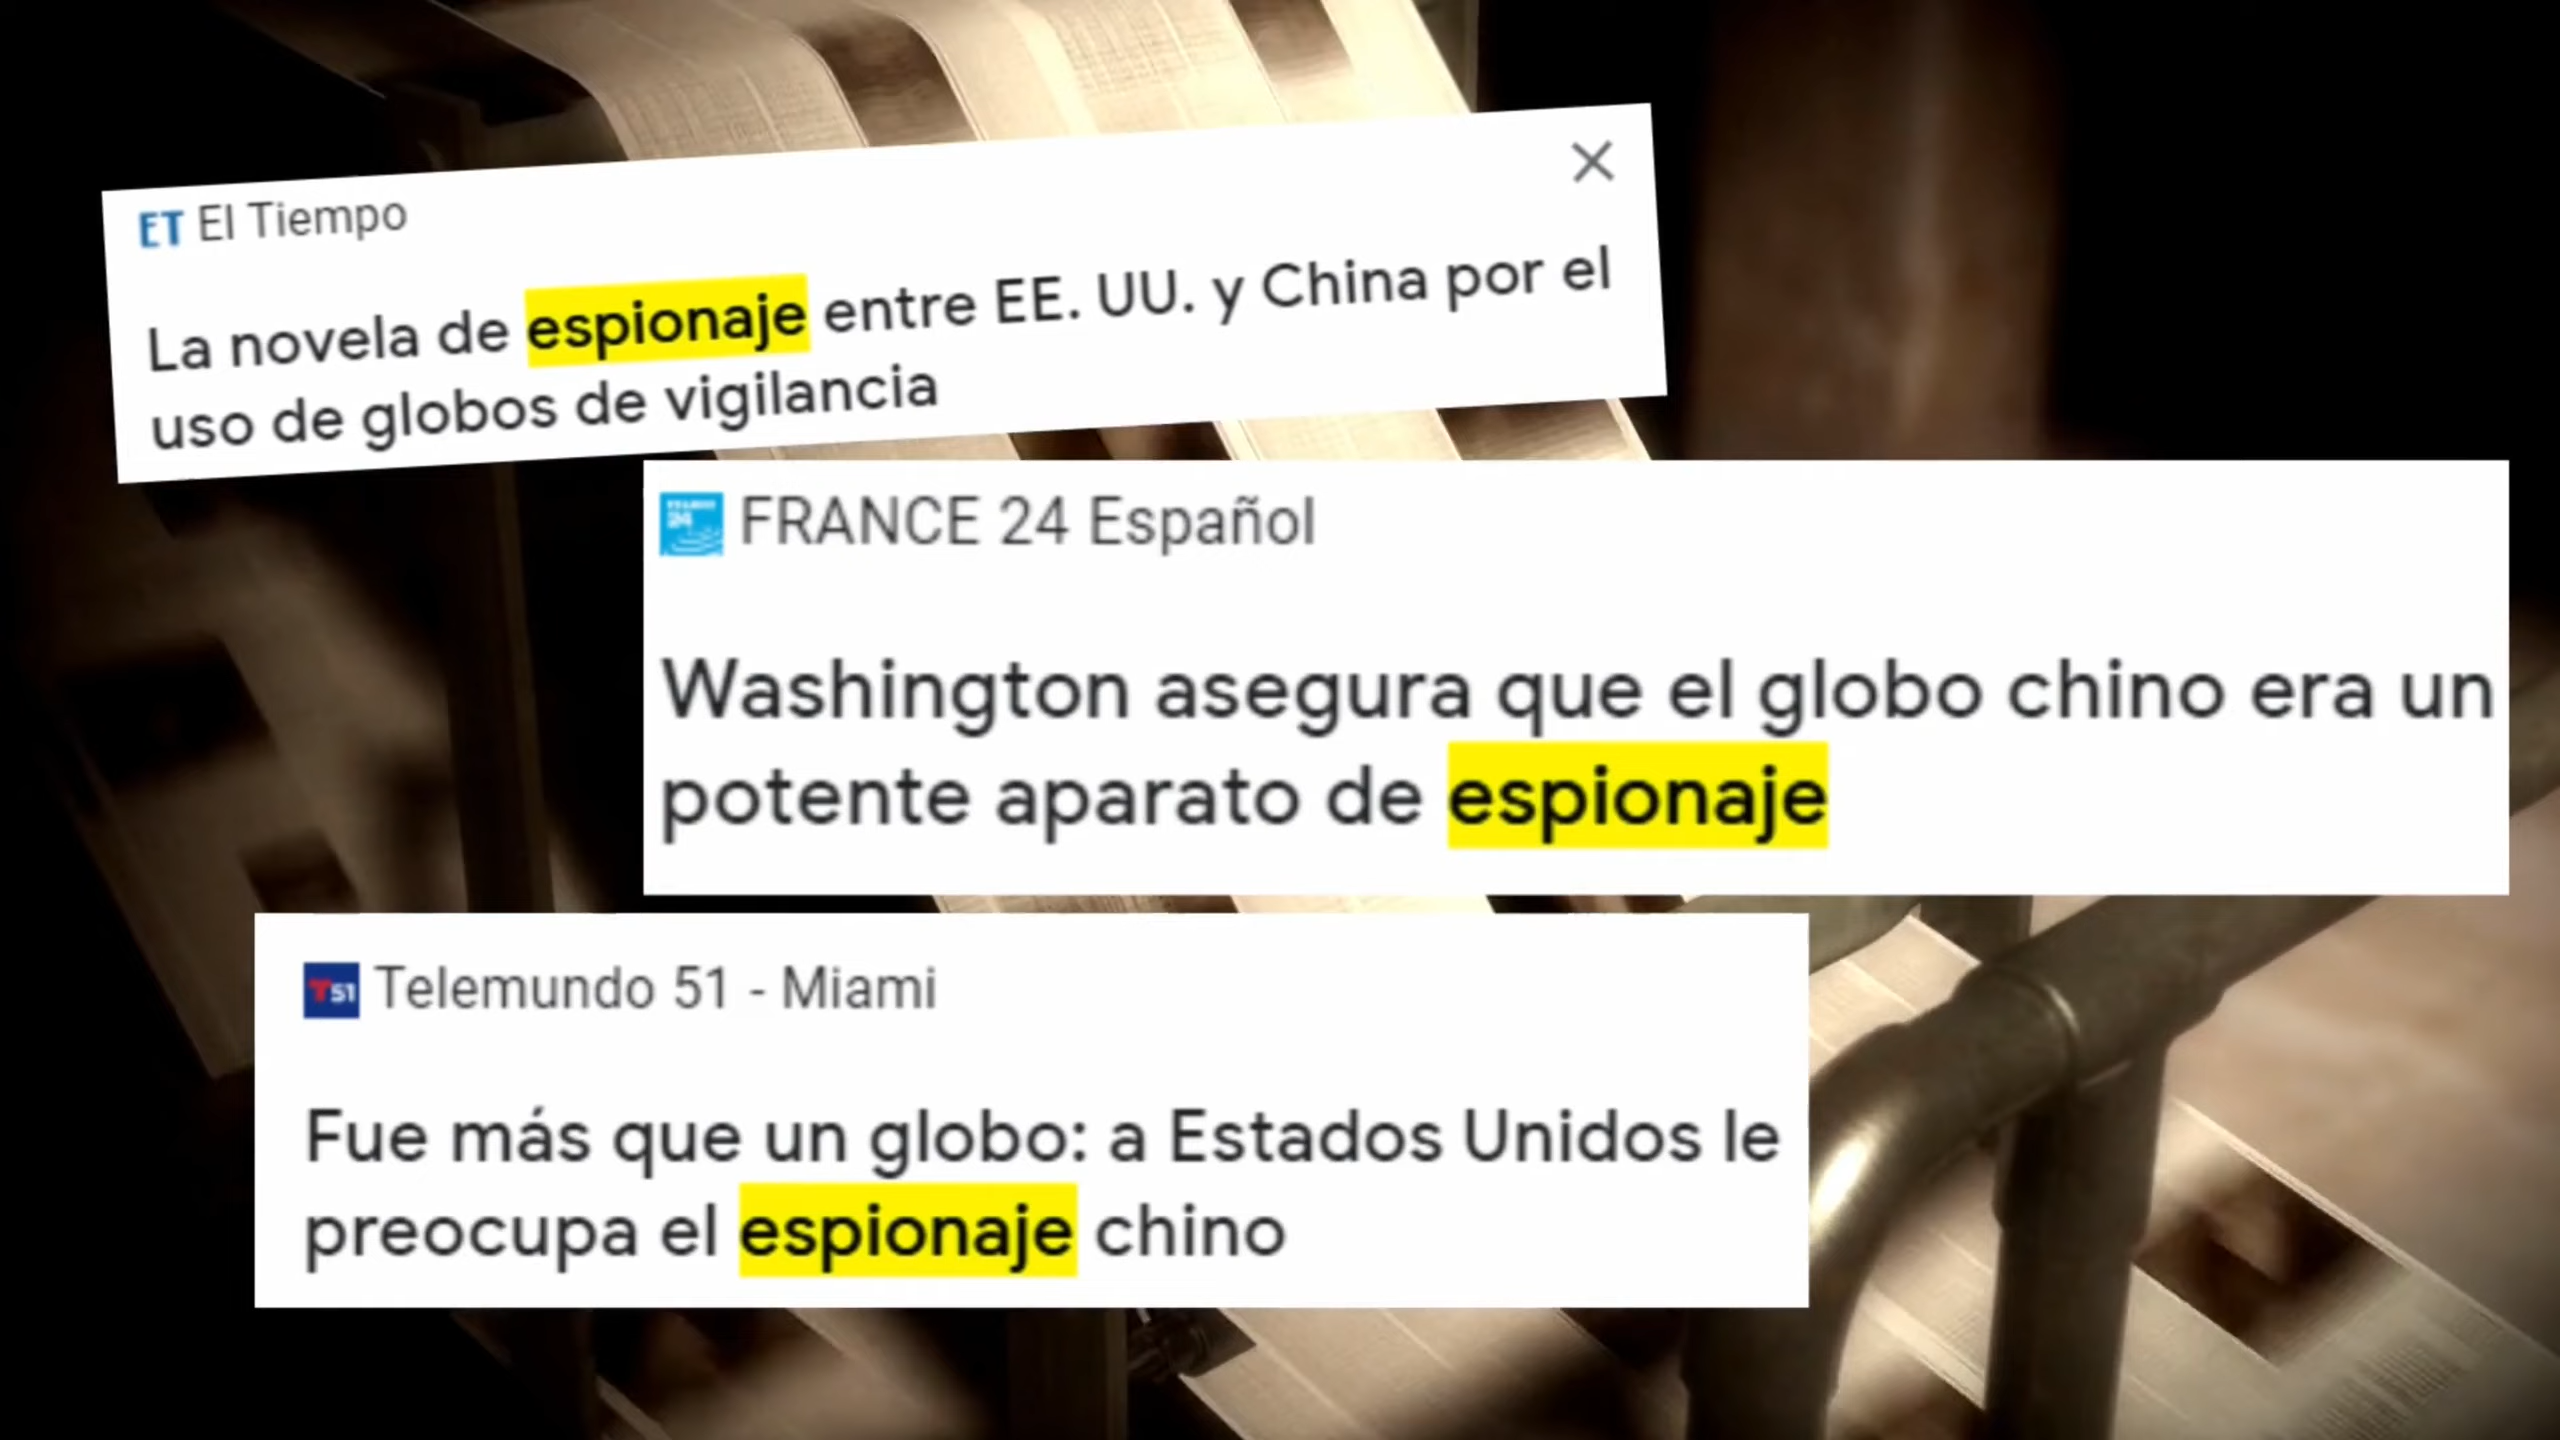 ET El Tiempo
La novela de espionaje entre EE. UU. y China por el
uso de globos de vigilancia
FRANCE 24
FRANCE 24 Español
Washington asegura que el globo chino era un
potente aparato de espionaje
T51 Telemundo 51 - Miami
Fue más que un globo: a Estados Unidos le
preocupa el espionaje chino